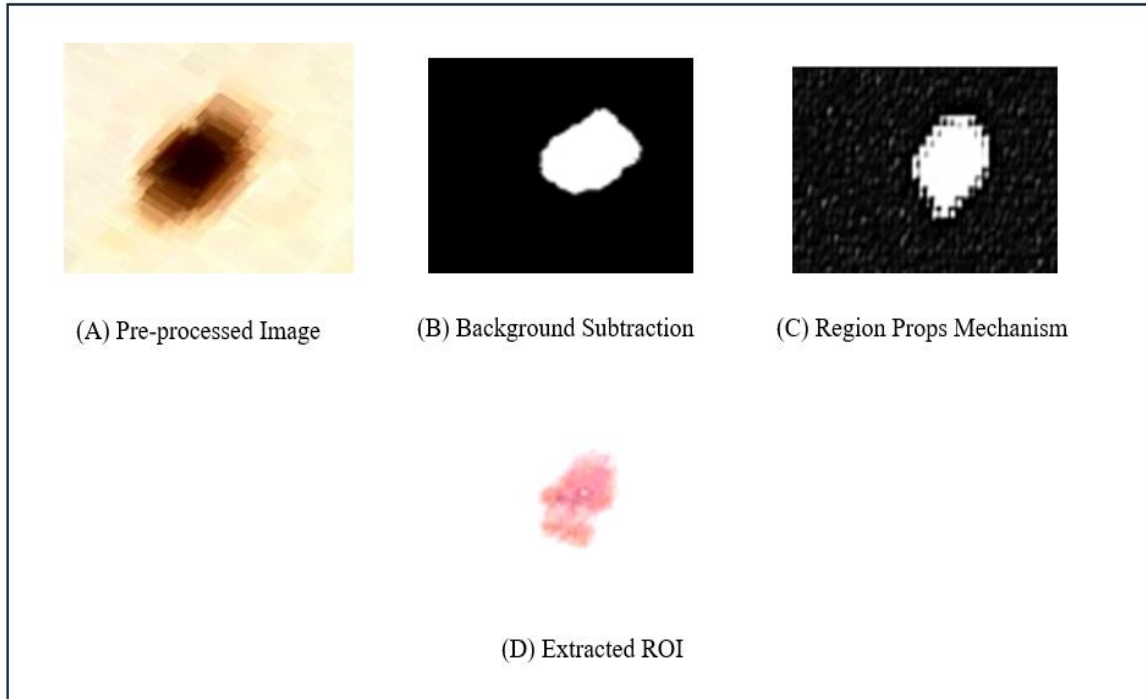 (A) Pre-processed Image
(B) Background Subtraction
(C) Region Props Mechanism
(D) Extracted ROI